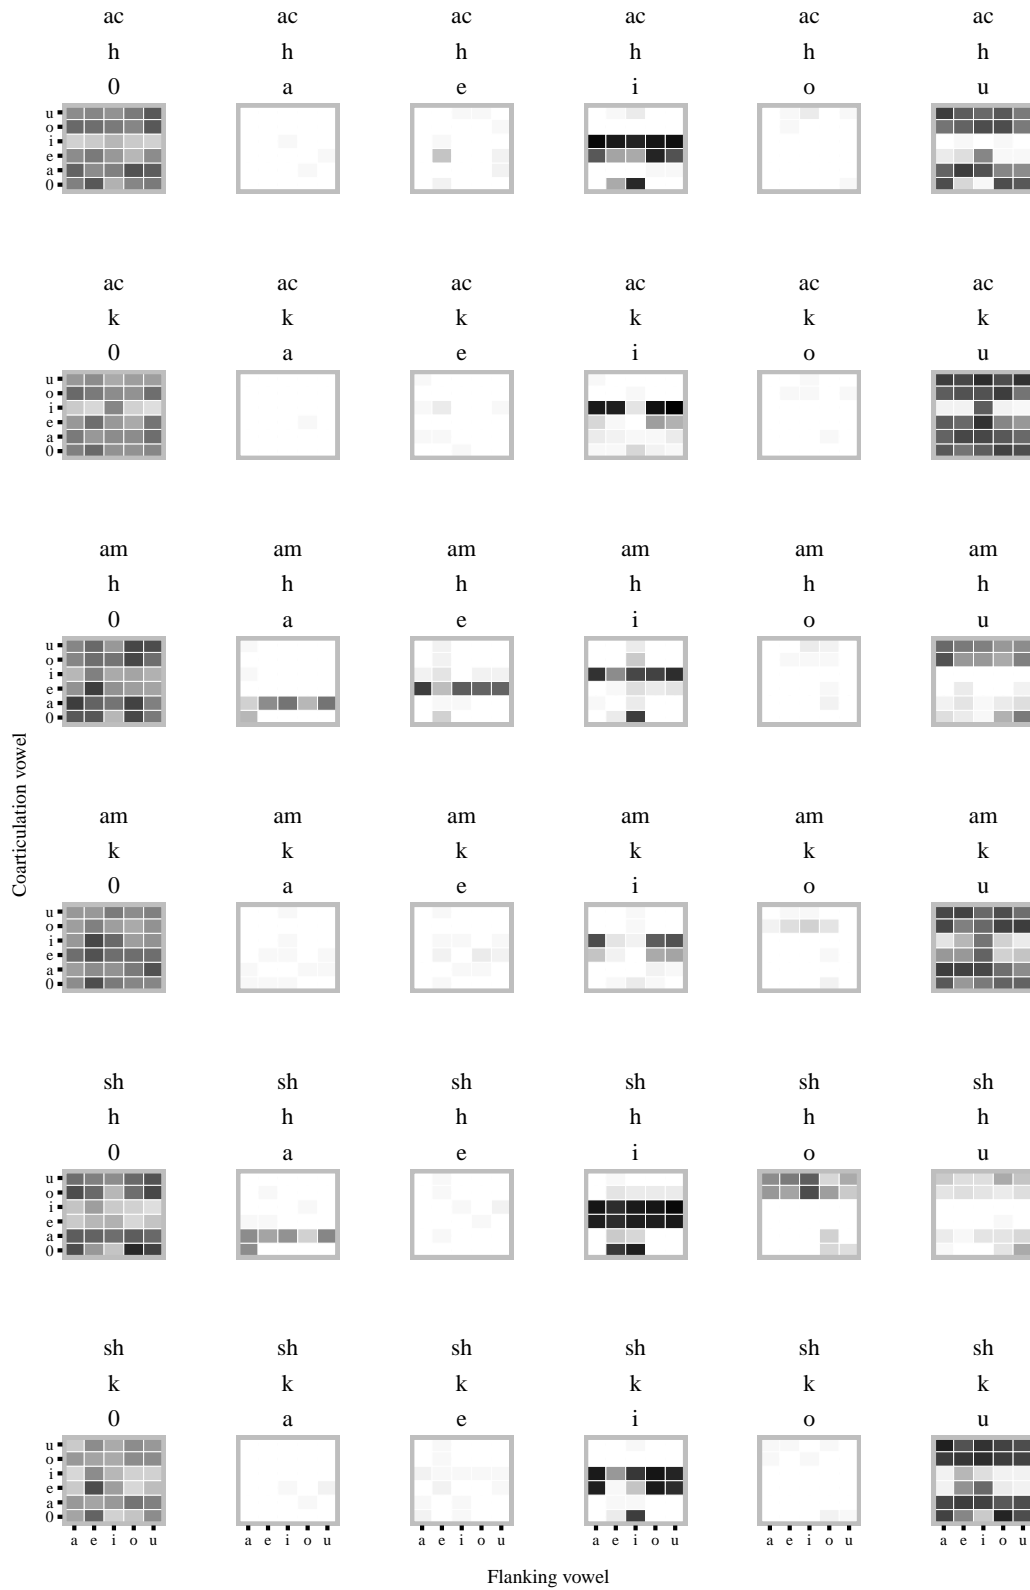 ac ac ac ac ac ac
h h h h h h
0 a e i o u
u
o
i
e
a
0
ac ac ac ac ac ac
k k k k k k
0 a e i o u
u
o
i
e
a
0
am am am am am am
h h h h h h
0 a e i o u
u
o
i
e
a
0
Coarticulation vowel
am am am am am am
k k k k k k
0 a e i o u
u
o
i
e
a
0
sh sh sh sh sh sh
h h h h h h
0 a e i o u
u
o
i
e
a
0
sh sh sh sh sh sh
k k k k k k
0 a e i o u
u
o
i
e
a
0
a e i o u a e i o u a e i o u a e i o u a e i o u a e i o u
Flanking vowel